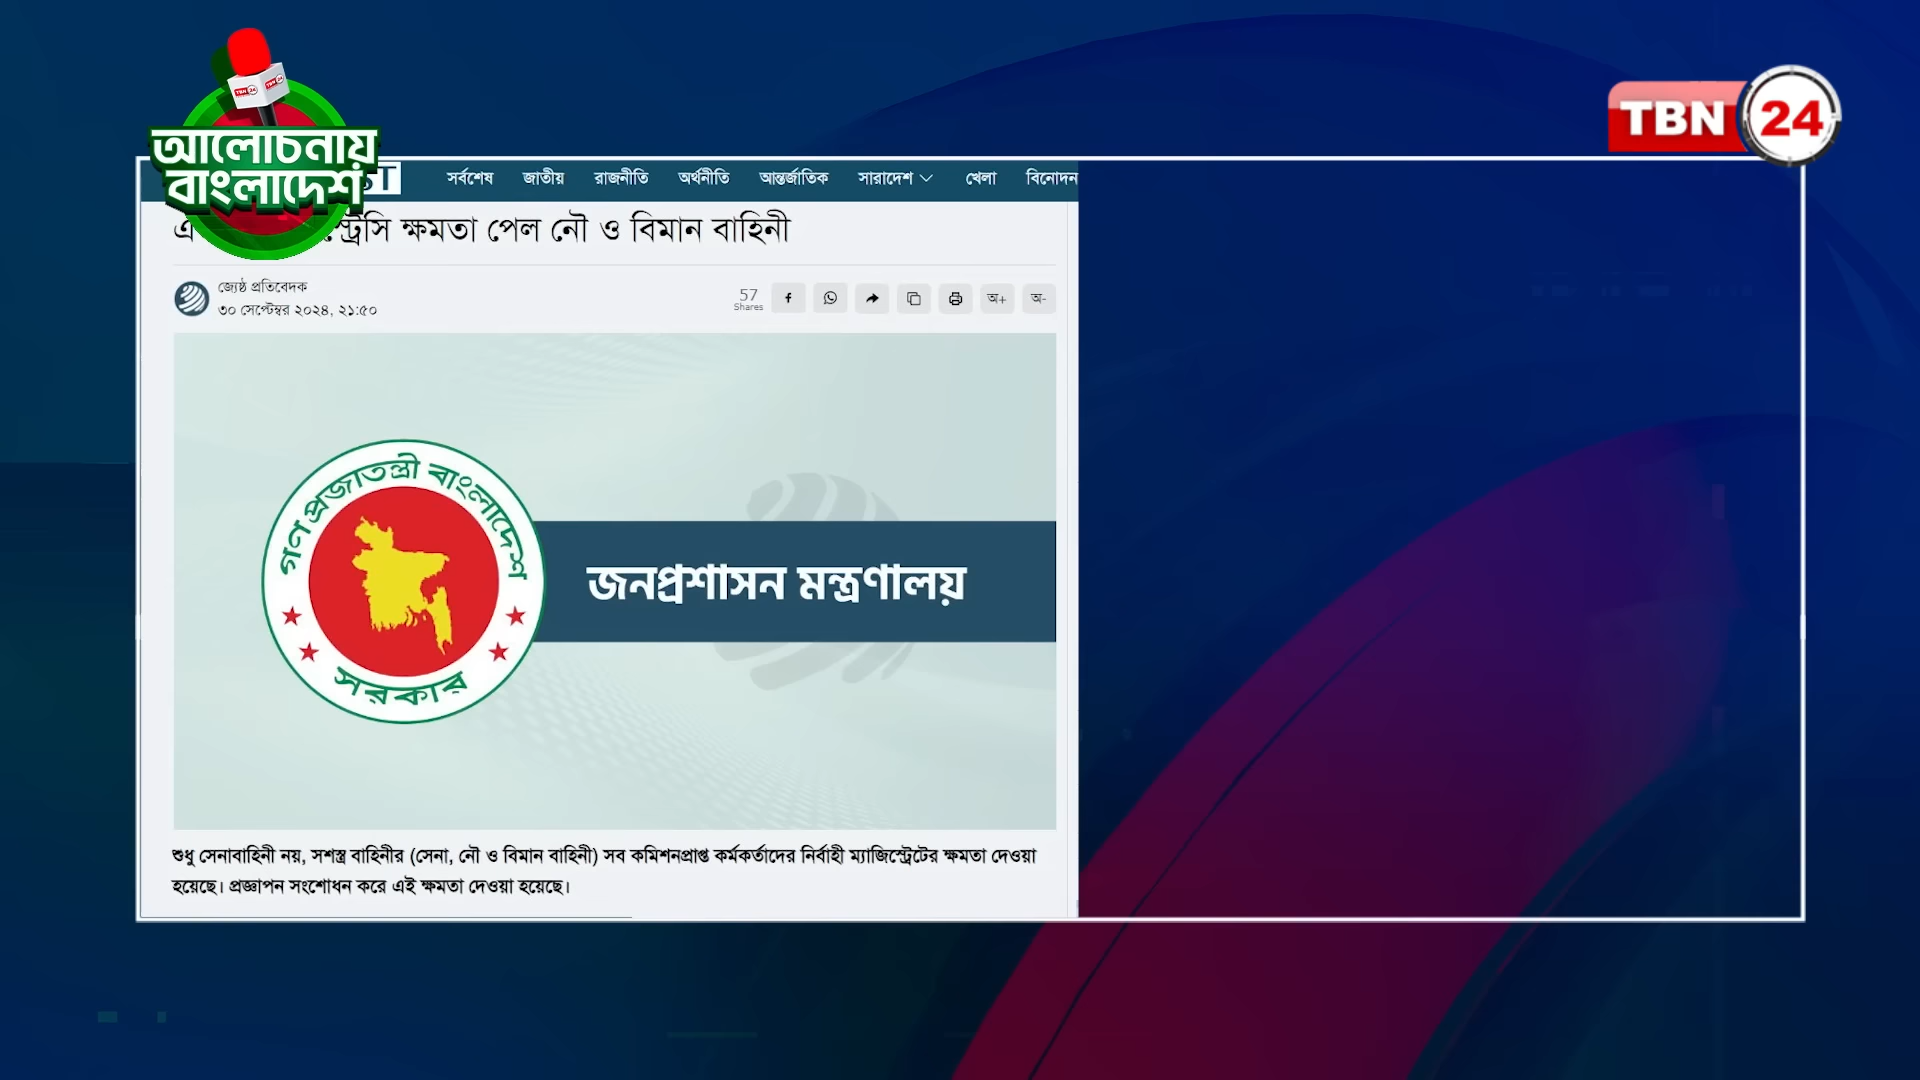 আলোচনায়
বাংলাদেশ
TBN 24
সর্বশেষ জাতীয় রাজনীতি অর্থনীতি আন্তর্জাতিক সারাদেশ খেলা বিনোদন
ক্ষমতা পেল নৌ ও বিমান বাহিনী
জ্যেষ্ঠ প্রতিবেদক
৩০ সেপ্টেম্বর ২০২৪, ২১:৫০
57
Shares
অ+ অ-
গণপ্রজাতন্ত্রী বাংলাদেশ
সরকার
জনপ্রশাসন মন্ত্রণালয়
শুধু সেনাবাহিনী নয়, সশস্ত্র বাহিনীর (সেনা, নৌ ও বিমান বাহিনী) সব কমিশনপ্রাপ্ত কর্মকর্তাদের নির্বাহী ম্যাজিস্ট্রেটের ক্ষমতা দেওয়া
হয়েছে। প্রজ্ঞাপন সংশোধন করে এই ক্ষমতা দেওয়া হয়েছে।